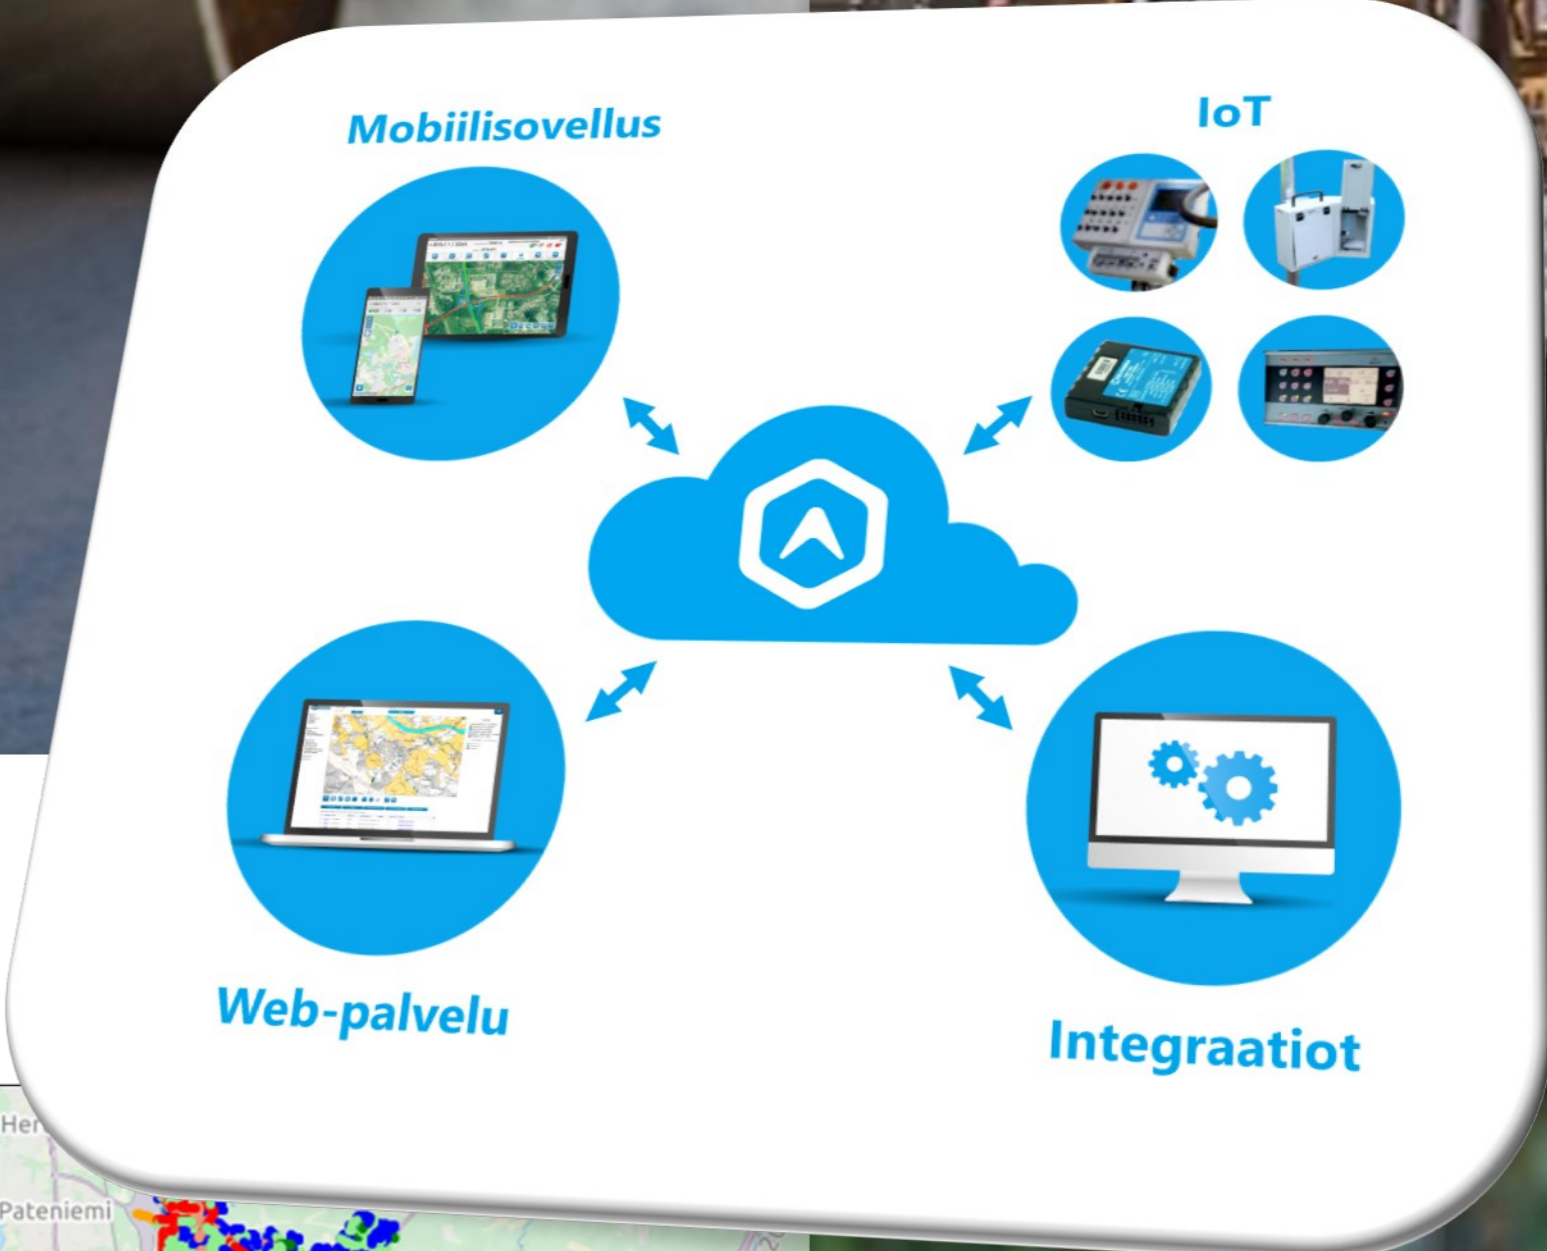 Mobiilisovellus
IoT
Web-palvelu
Integraatiot
Pateniemi